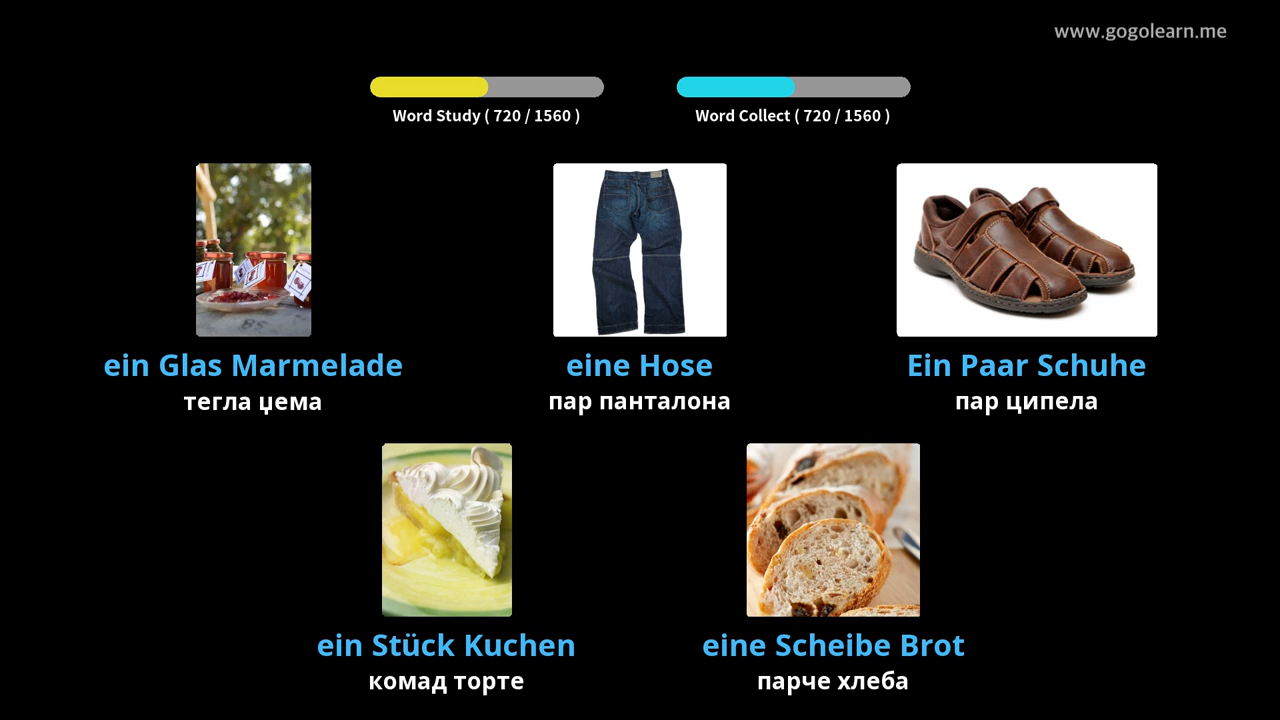 www.gogolearn.me
Word Study ( 720 / 1560 )
Word Collect ( 720 / 1560 )
ein Glas Marmelade
тегла џема
eine Hose
пар панталона
Ein Paar Schuhe
пар ципела
ein Stück Kuchen
комад торте
eine Scheibe Brot
парче хлеба